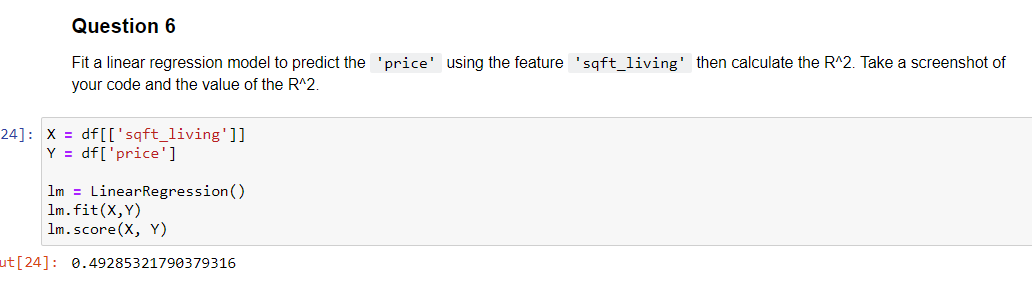 Question 6
Fit a linear regression model to predict the 'price' using the feature 'sqft_living' then calculate the R^2. Take a screenshot of
your code and the value of the R^2.
24]: X = df[['sqft_living']]
Y = df['price']
lm = LinearRegression()
lm.fit(X,Y)
lm.score(X, Y)
ut[24]: 0.49285321790379316